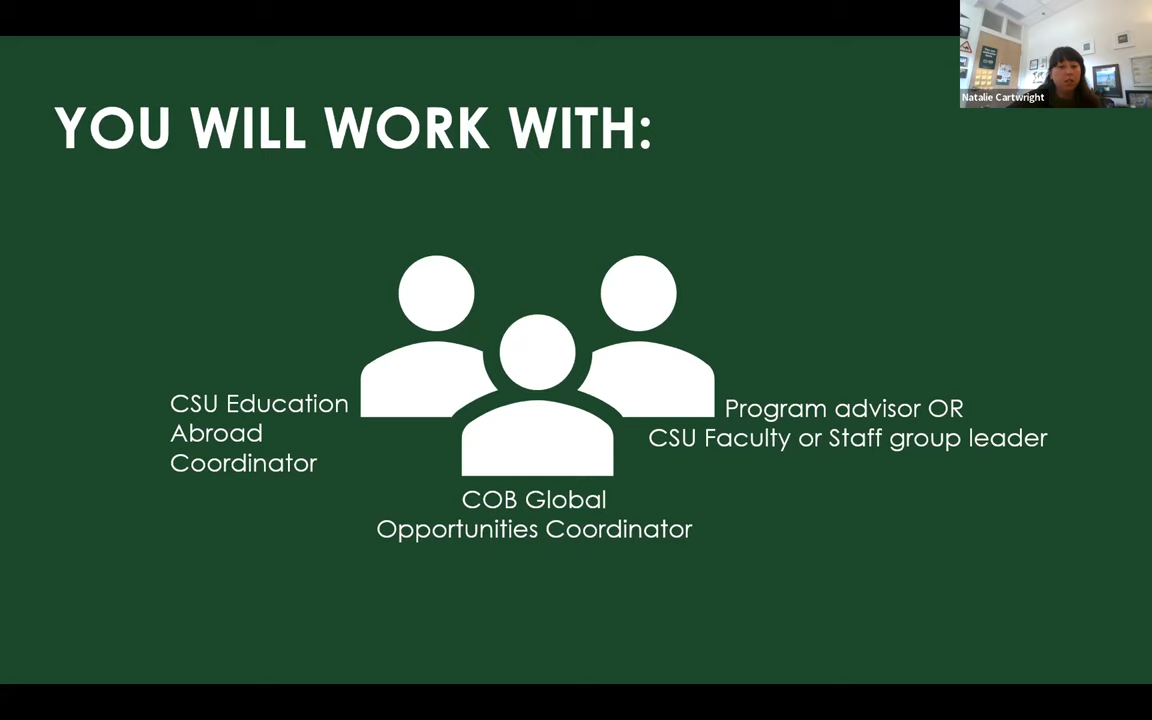 Natalie Cartwright
YOU WILL WORK WITH:
CSU Education
Abroad
Coordinator
Program advisor OR
CSU Faculty or Staff group leader
COB Global
Opportunities Coordinator